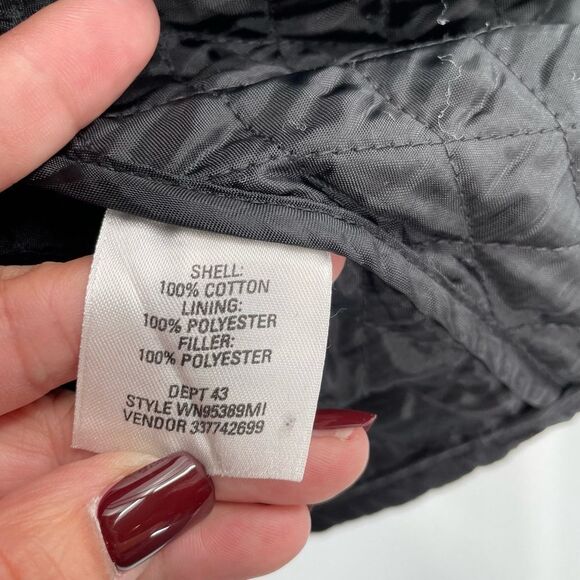 SHELL:
100% COTTON
LINING:
100% POLYESTER
FILLER:
100% POLYESTER
DEPT 43
STYLE WN95389MI
VENDOR 337742699